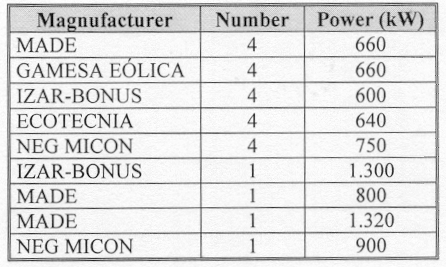 Magnufacturer Number Power (kW)
MADE 4 660
GAMESA EÓLICA 4 660
IZAR-BONUS 4 600
ECOTECNIA 4 640
NEG MICON 4 750
IZAR-BONUS 1 1.300
MADE 1 800
MADE 1 1.320
NEG MICON 1 900